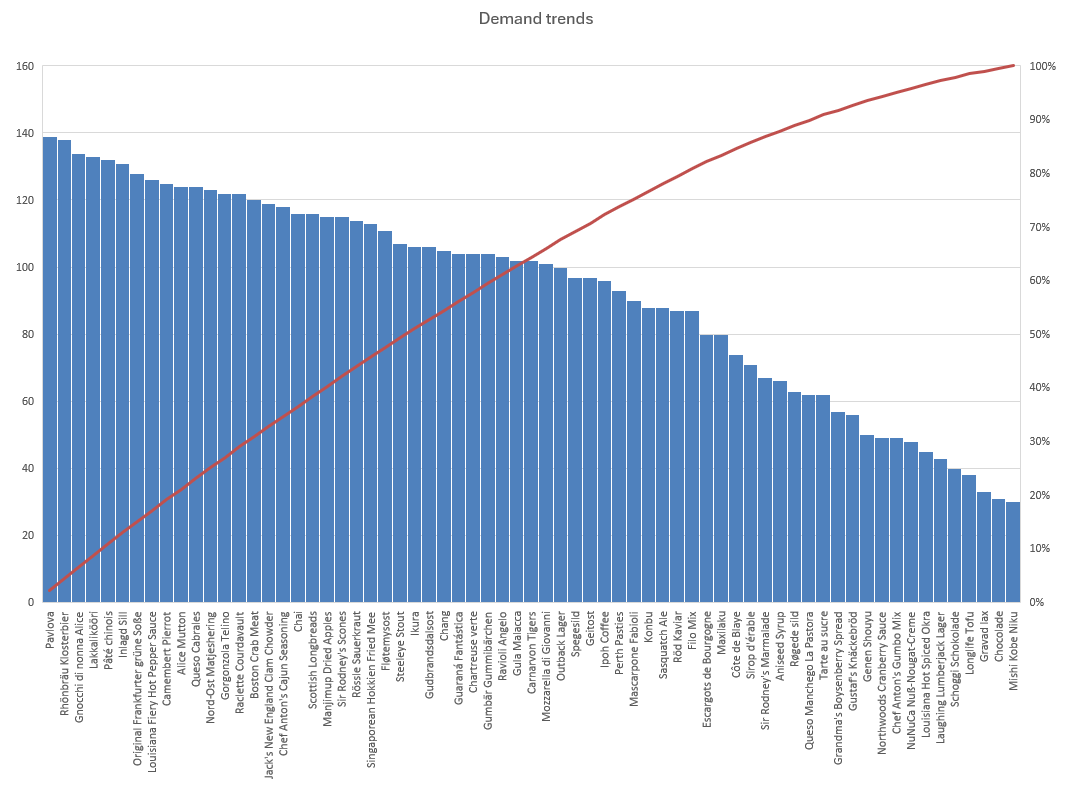 Demand trends
160
140
120
100
80
60
40
20
0
100%
90%
80%
70%
60%
50%
40%
30%
20%
10%
0%
Pavlova
Rhönbräu Klosterbier
Gnocchi di nonna Alice
Lakkalikööri
Pâté chinois
Inlagd Sill
Original Frankfurter grüne Soße
Louisiana Fiery Hot Pepper Sauce
Camembert Pierrot
Alice Mutton
Queso Cabrales
Nord-Ost Matjeshering
Gorgonzola Telino
Raclette Courdavault
Boston Crab Meat
Jack's New England Clam Chowder
Chef Anton's Cajun Seasoning
Chai
Scottish Longbreads
Manjimup Dried Apples
Sir Rodney's Scones
Rössle Sauerkraut
Singaporean Hokkien Fried Mee
Fløtemysost
Steeleye Stout
Ikura
Gudbrandsdalsost
Chang
Guaraná Fantástica
Chartreuse verte
Gumbär Gummibärchen
Ravioli Angelo
Gula Malacca
Carnarvon Tigers
Mozzarella di Giovanni
Outback Lager
Spegesild
Geitost
Ipoh Coffee
Perth Pasties
Mascarpone Fabioli
Konbu
Sasquatch Ale
Röd Kaviar
Filo Mix
Escargots de Bourgogne
Maxilaku
Côte de Blaye
Sirop d'érable
Sir Rodney's Marmalade
Aniseed Syrup
Røgede sild
Queso Manchego La Pastora
Tarte au sucre
Grandma's Boysenberry Spread
Gustaf's Knäckebröd
Genen Shouyu
Northwoods Cranberry Sauce
Chef Anton's Gumbo Mix
NuNuCa Nuß-Nougat-Creme
Louisiana Hot Spiced Okra
Laughing Lumberjack Lager
Schoggi Schokolade
Longlife Tofu
Gravad lax
Chocolade
Mishi Kobe Niku